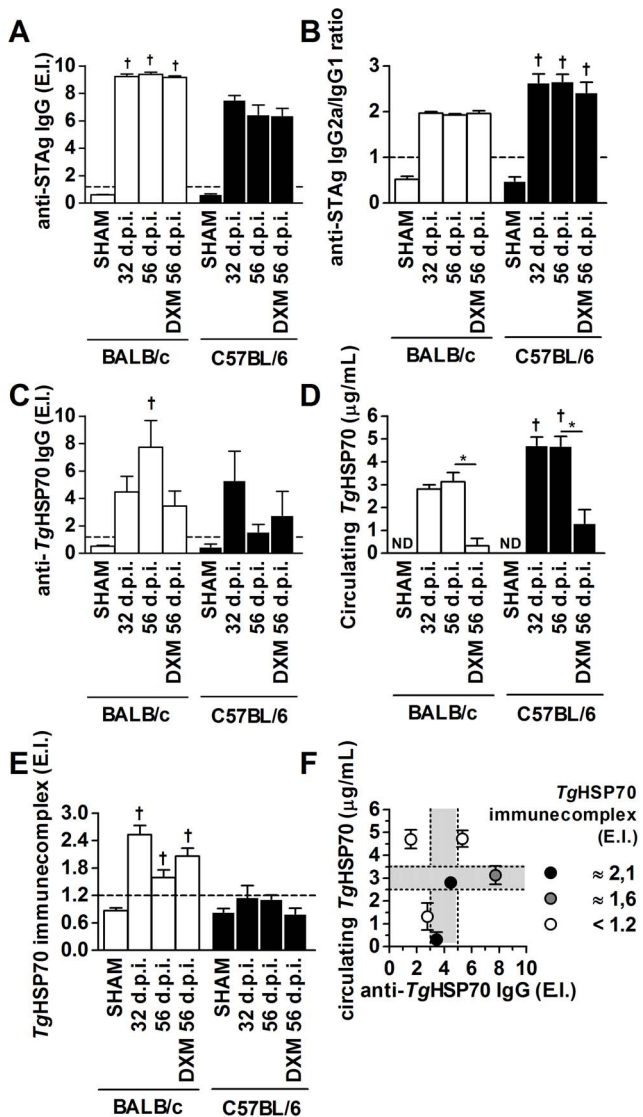 A
anti-STAg IgG (E.I.)
10
8
6
4
2
0
† † †
SHAM
32 d.p.i.
56 d.p.i.
DXM 56 d.p.i.
SHAM
32 d.p.i.
56 d.p.i.
DXM 56 d.p.i.
BALB/c
C57BL/6
B
anti-STAg IgG2a/IgG1 ratio
3
2
1
0
† † †
SHAM
32 d.p.i.
56 d.p.i.
DXM 56 d.p.i.
SHAM
32 d.p.i.
56 d.p.i.
DXM 56 d.p.i.
BALB/c
C57BL/6
C
anti-TgHSP70 IgG (E.I.)
10
8
6
4
2
0
†
SHAM
32 d.p.i.
56 d.p.i.
DXM 56 d.p.i.
SHAM
32 d.p.i.
56 d.p.i.
DXM 56 d.p.i.
BALB/c
C57BL/6
D
Circulating TgHSP70 (µg/mL)
6
5
4
3
2
1
0
ND
*
ND
† †
*
SHAM
32 d.p.i.
56 d.p.i.
DXM 56 d.p.i.
SHAM
32 d.p.i.
56 d.p.i.
DXM 56 d.p.i.
BALB/c
C57BL/6
E
TgHSP70 immunecomplex (E.I.)
3.0
2.4
1.8
1.2
0.6
0.0
† † †
SHAM
32 d.p.i.
56 d.p.i.
DXM 56 d.p.i.
SHAM
32 d.p.i.
56 d.p.i.
DXM 56 d.p.i.
BALB/c
C57BL/6
F
circulating TgHSP70 (µg/mL)
6
5
4
3
2
1
0
0 2 4 6 8 10
anti-TgHSP70 IgG (E.I.)
TgHSP70
immunecomplex
(E.I.)
≈ 2,1
≈ 1,6
< 1.2